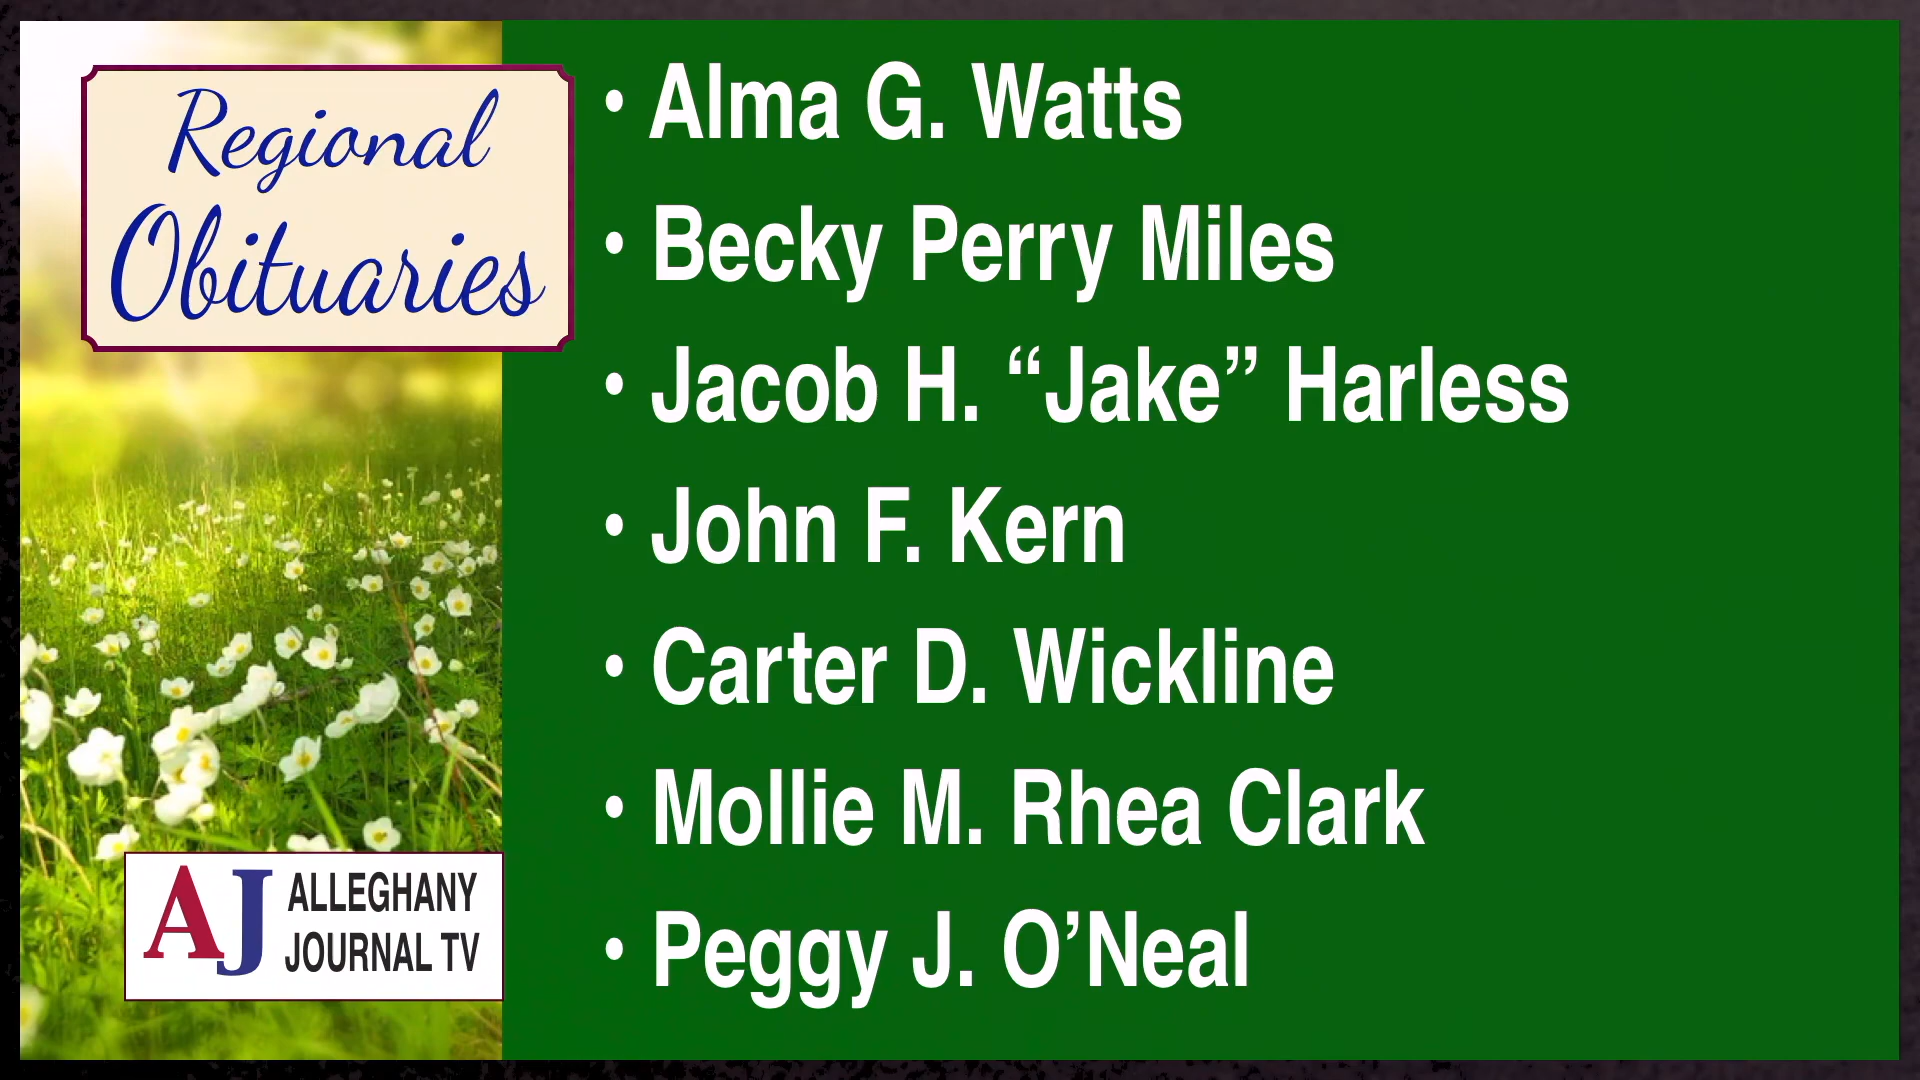 Regional
Obituaries
• Alma G. Watts
• Becky Perry Miles
• Jacob H. “Jake” Harless
• John F. Kern
• Carter D. Wickline
• Mollie M. Rhea Clark
• Peggy J. O’Neal
AJ ALLEGHANY
JOURNAL TV